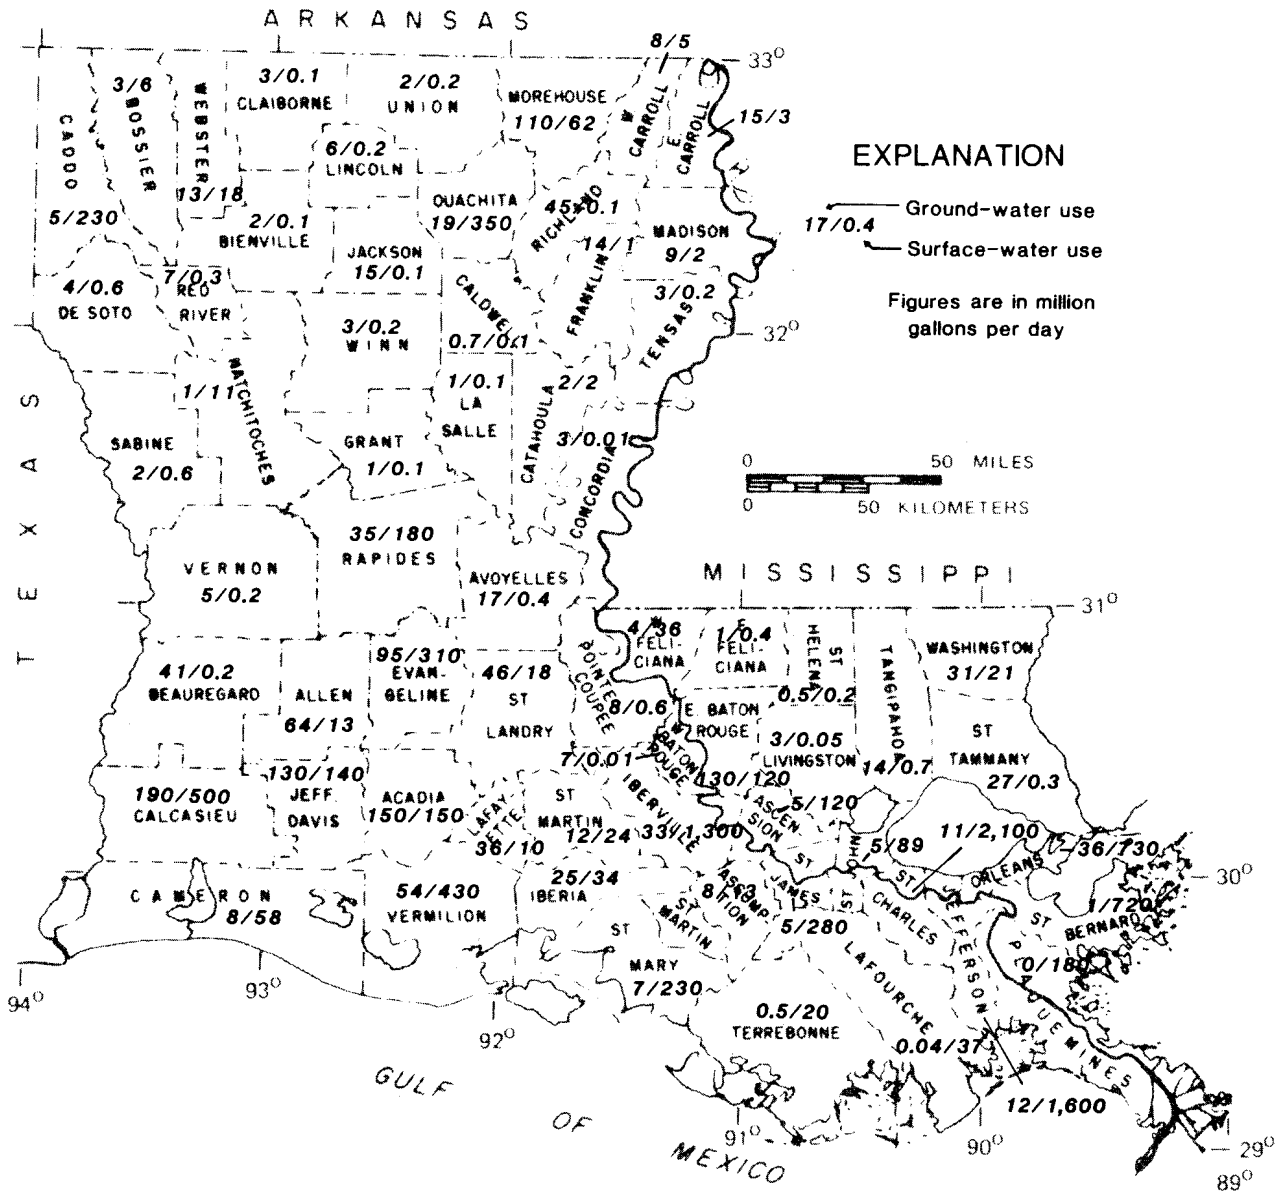 ARKANSAS
8/5
33°
3/6
BOSSIER
WEBSTER
13/18
3/0.1
CLAIBORNE
2/0.2
UNION
MOREHOUSE
110/62
W
CARROLL
E
CARROLL
15/3
CADDO
5/230
6/0.2
LINCOLN
OUACHITA
19/350
RICHLAND
45/0.1
EXPLANATION
17/0.4
Ground-water use
Surface-water use
Figures are in million
gallons per day
2/0.1
BIENVILLE
JACKSON
15/0.1
14/1
FRANKLIN
MADISON
9/2
4/0.6
DE SOTO
7/0.3
RED
RIVER
3/0.2
WINN
CALDWELL
0.7/0.1
3/0.2
TENSAS
32°
TEXAS
1/11
NATCHITOCHES
1/0.1
LA
SALLE
CATAHOULA
2/2
SABINE
2/0.6
GRANT
1/0.1
3/0.01
CONCORDIA
0 50 MILES
0 50 KILOMETERS
35/180
RAPIDES
VERNON
5/0.2
AVOYELLES
17/0.4
MISSISSIPPI
31°
4/36
W
FELI-
CIANA
E
1/0.4
FELI-
CIANA
ST
HELENA
0.5/0.2
TANGIPAHOA
14/0.7
WASHINGTON
31/21
41/0.2
BEAUREGARD
ALLEN
64/13
95/310
EVAN-
GELINE
46/18
ST
LANDRY
POINTE
COUPEE
8/0.6
E BATON
ROUGE
W
BATON
ROUGE
7/0.01
130/120
3/0.05
LIVINGSTON
ST
TAMMANY
27/0.3
190/500
CALCASIEU
130/140
JEFF
DAVIS
ACADIA
150/150
LAFAY-
ETTE
36/10
ST
MARTIN
12/24
IBERVILLE
33/1,300
ASCEN-
SION
5/120
ST
JOHN
5/89
11/2,100
ORLEANS
36/730
30°
CAMERON
8/58
54/430
VERMILION
25/34
IBERIA
ST
MARTIN
ASSUMP-
TION
ST
JAMES
5/280
ST
CHARLES
JEFFERSON
ST
BERNARD
1/720
0/180
PLAQUEMINES
ST
MARY
7/230
0.5/20
TERREBONNE
LAFOURCHE
0.04/37
12/1,600
94°
93°
92°
91°
90°
29°
89°
GULF
OF
MEXICO